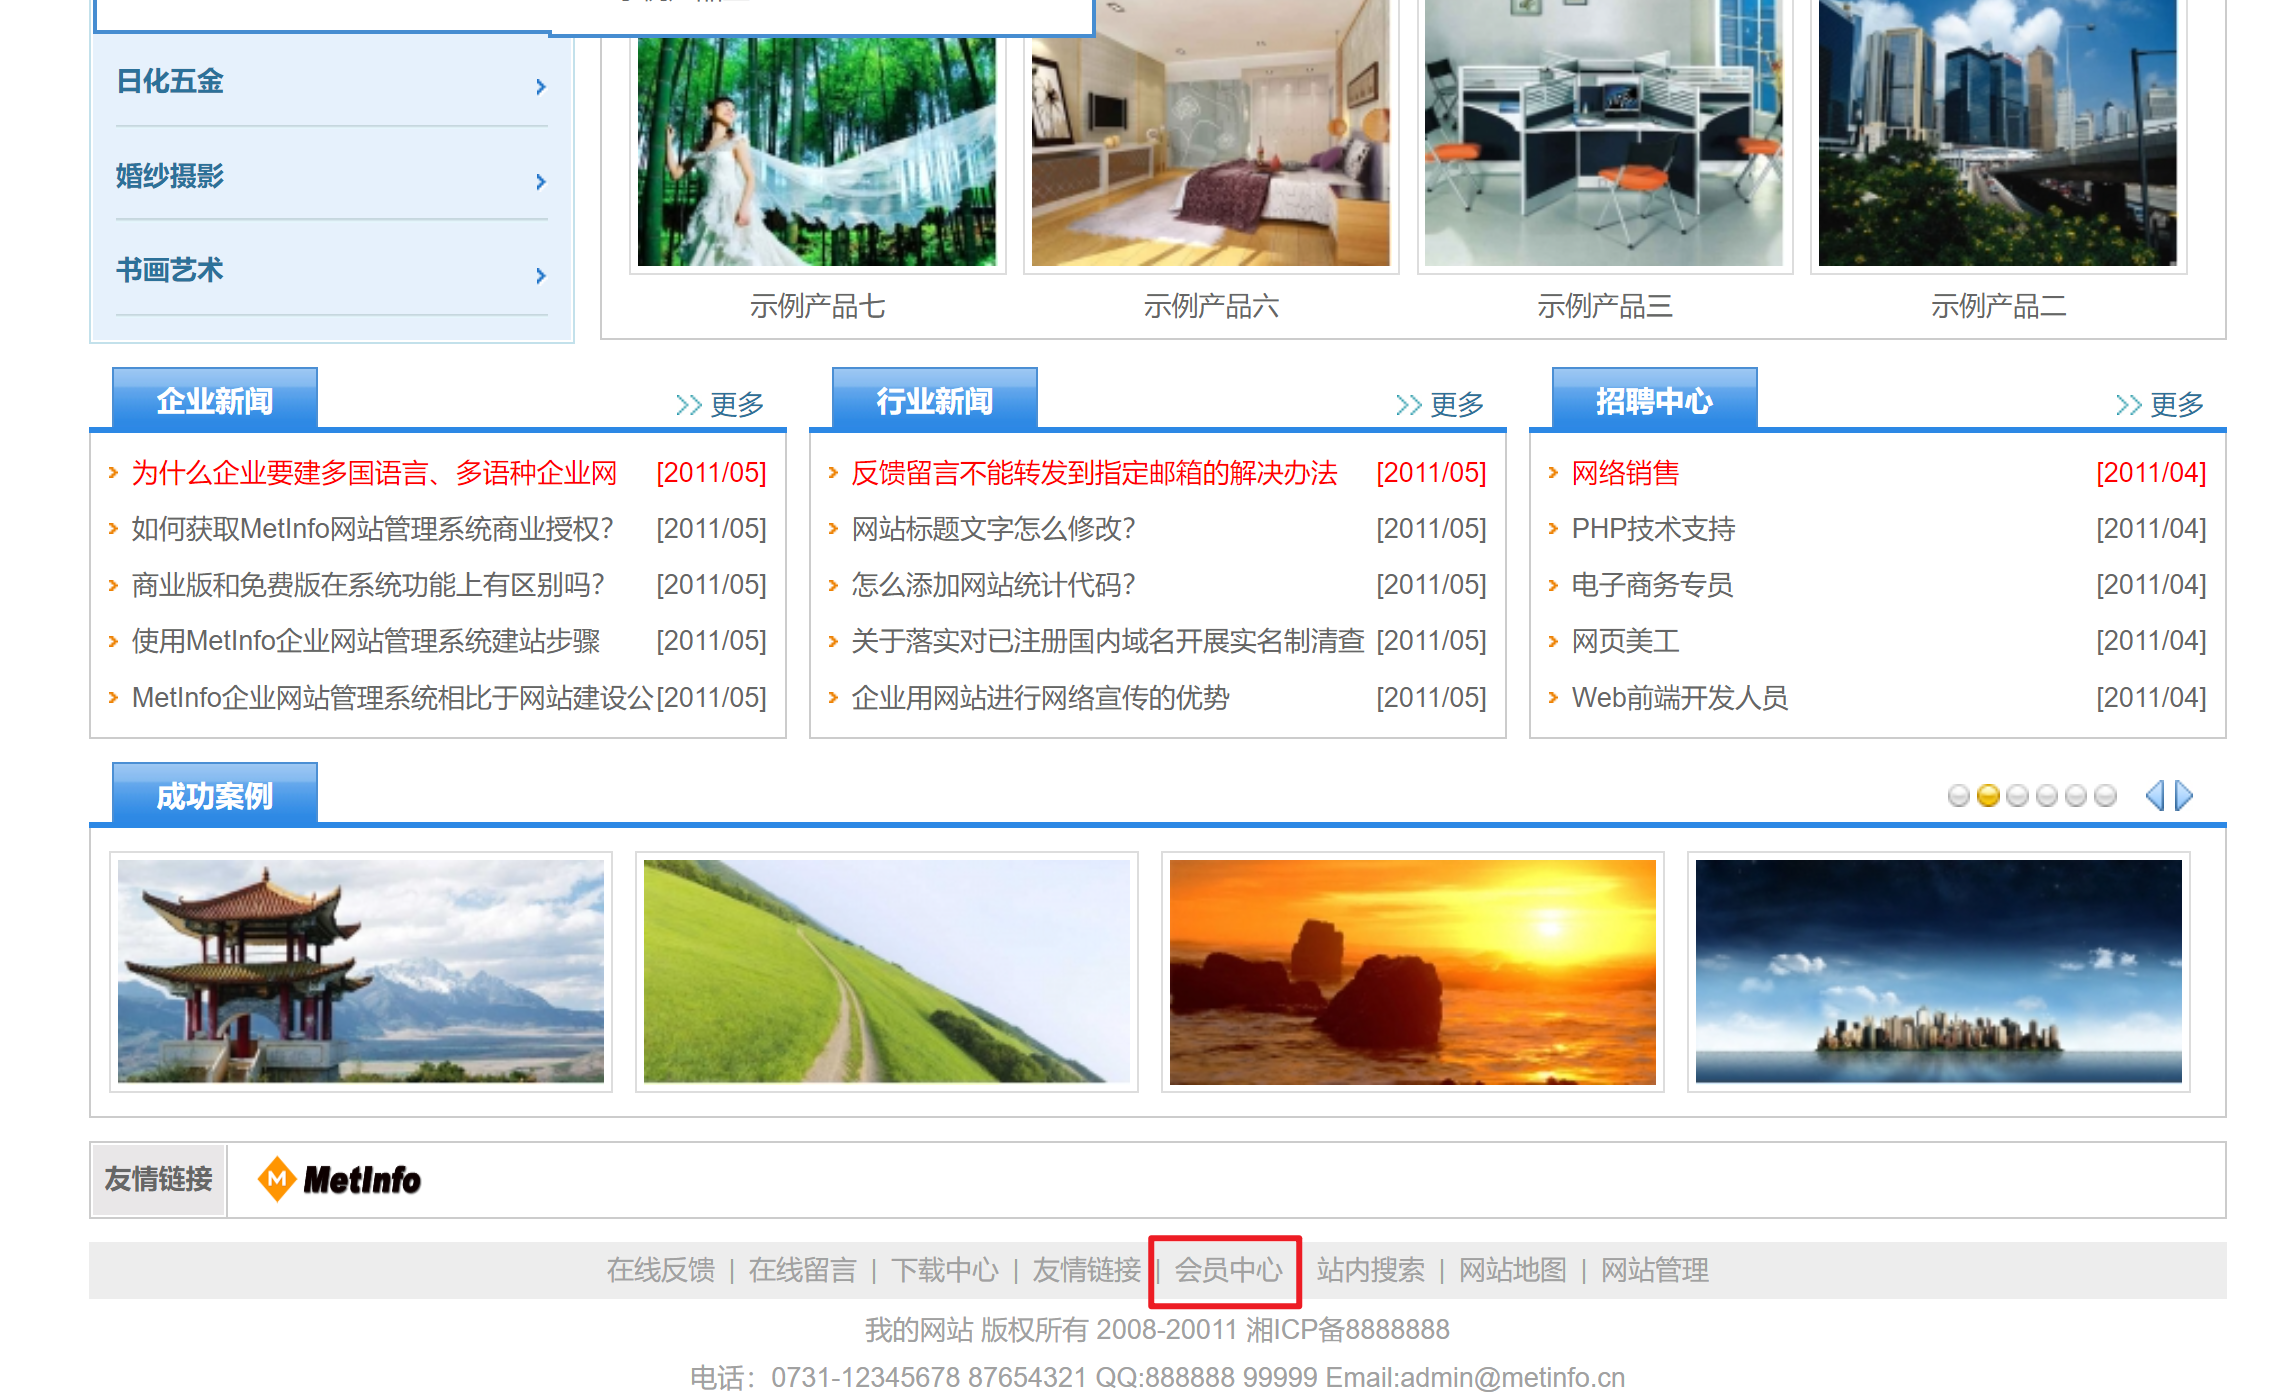 日化五金
婚纱摄影
书画艺术
示例产品七
示例产品六
示例产品三
示例产品二
企业新闻
更多
为什么企业要建多国语言、多语种企业网 [2011/05]
如何获取MetInfo网站管理系统商业授权? [2011/05]
商业版和免费版在系统功能上有区别吗? [2011/05]
使用MetInfo企业网站管理系统建站步骤 [2011/05]
MetInfo企业网站管理系统相比于网站建设公 [2011/05]
行业新闻
更多
反馈留言不能转发到指定邮箱的解决办法 [2011/05]
网站标题文字怎么修改? [2011/05]
怎么添加网站统计代码? [2011/05]
关于落实对已注册国内域名开展实名制清查 [2011/05]
企业用网站进行网络宣传的优势 [2011/05]
招聘中心
更多
网络销售 [2011/04]
PHP技术支持 [2011/04]
电子商务专员 [2011/04]
网页美工 [2011/04]
Web前端开发人员 [2011/04]
成功案例
友情链接 MetInfo
在线反馈 | 在线留言 | 下载中心 | 友情链接 | 会员中心 站内搜索 | 网站地图 | 网站管理
我的网站 版权所有 2008-20011 湘ICP备8888888
电话：0731-12345678 87654321 QQ:888888 99999 Email:admin@metinfo.cn